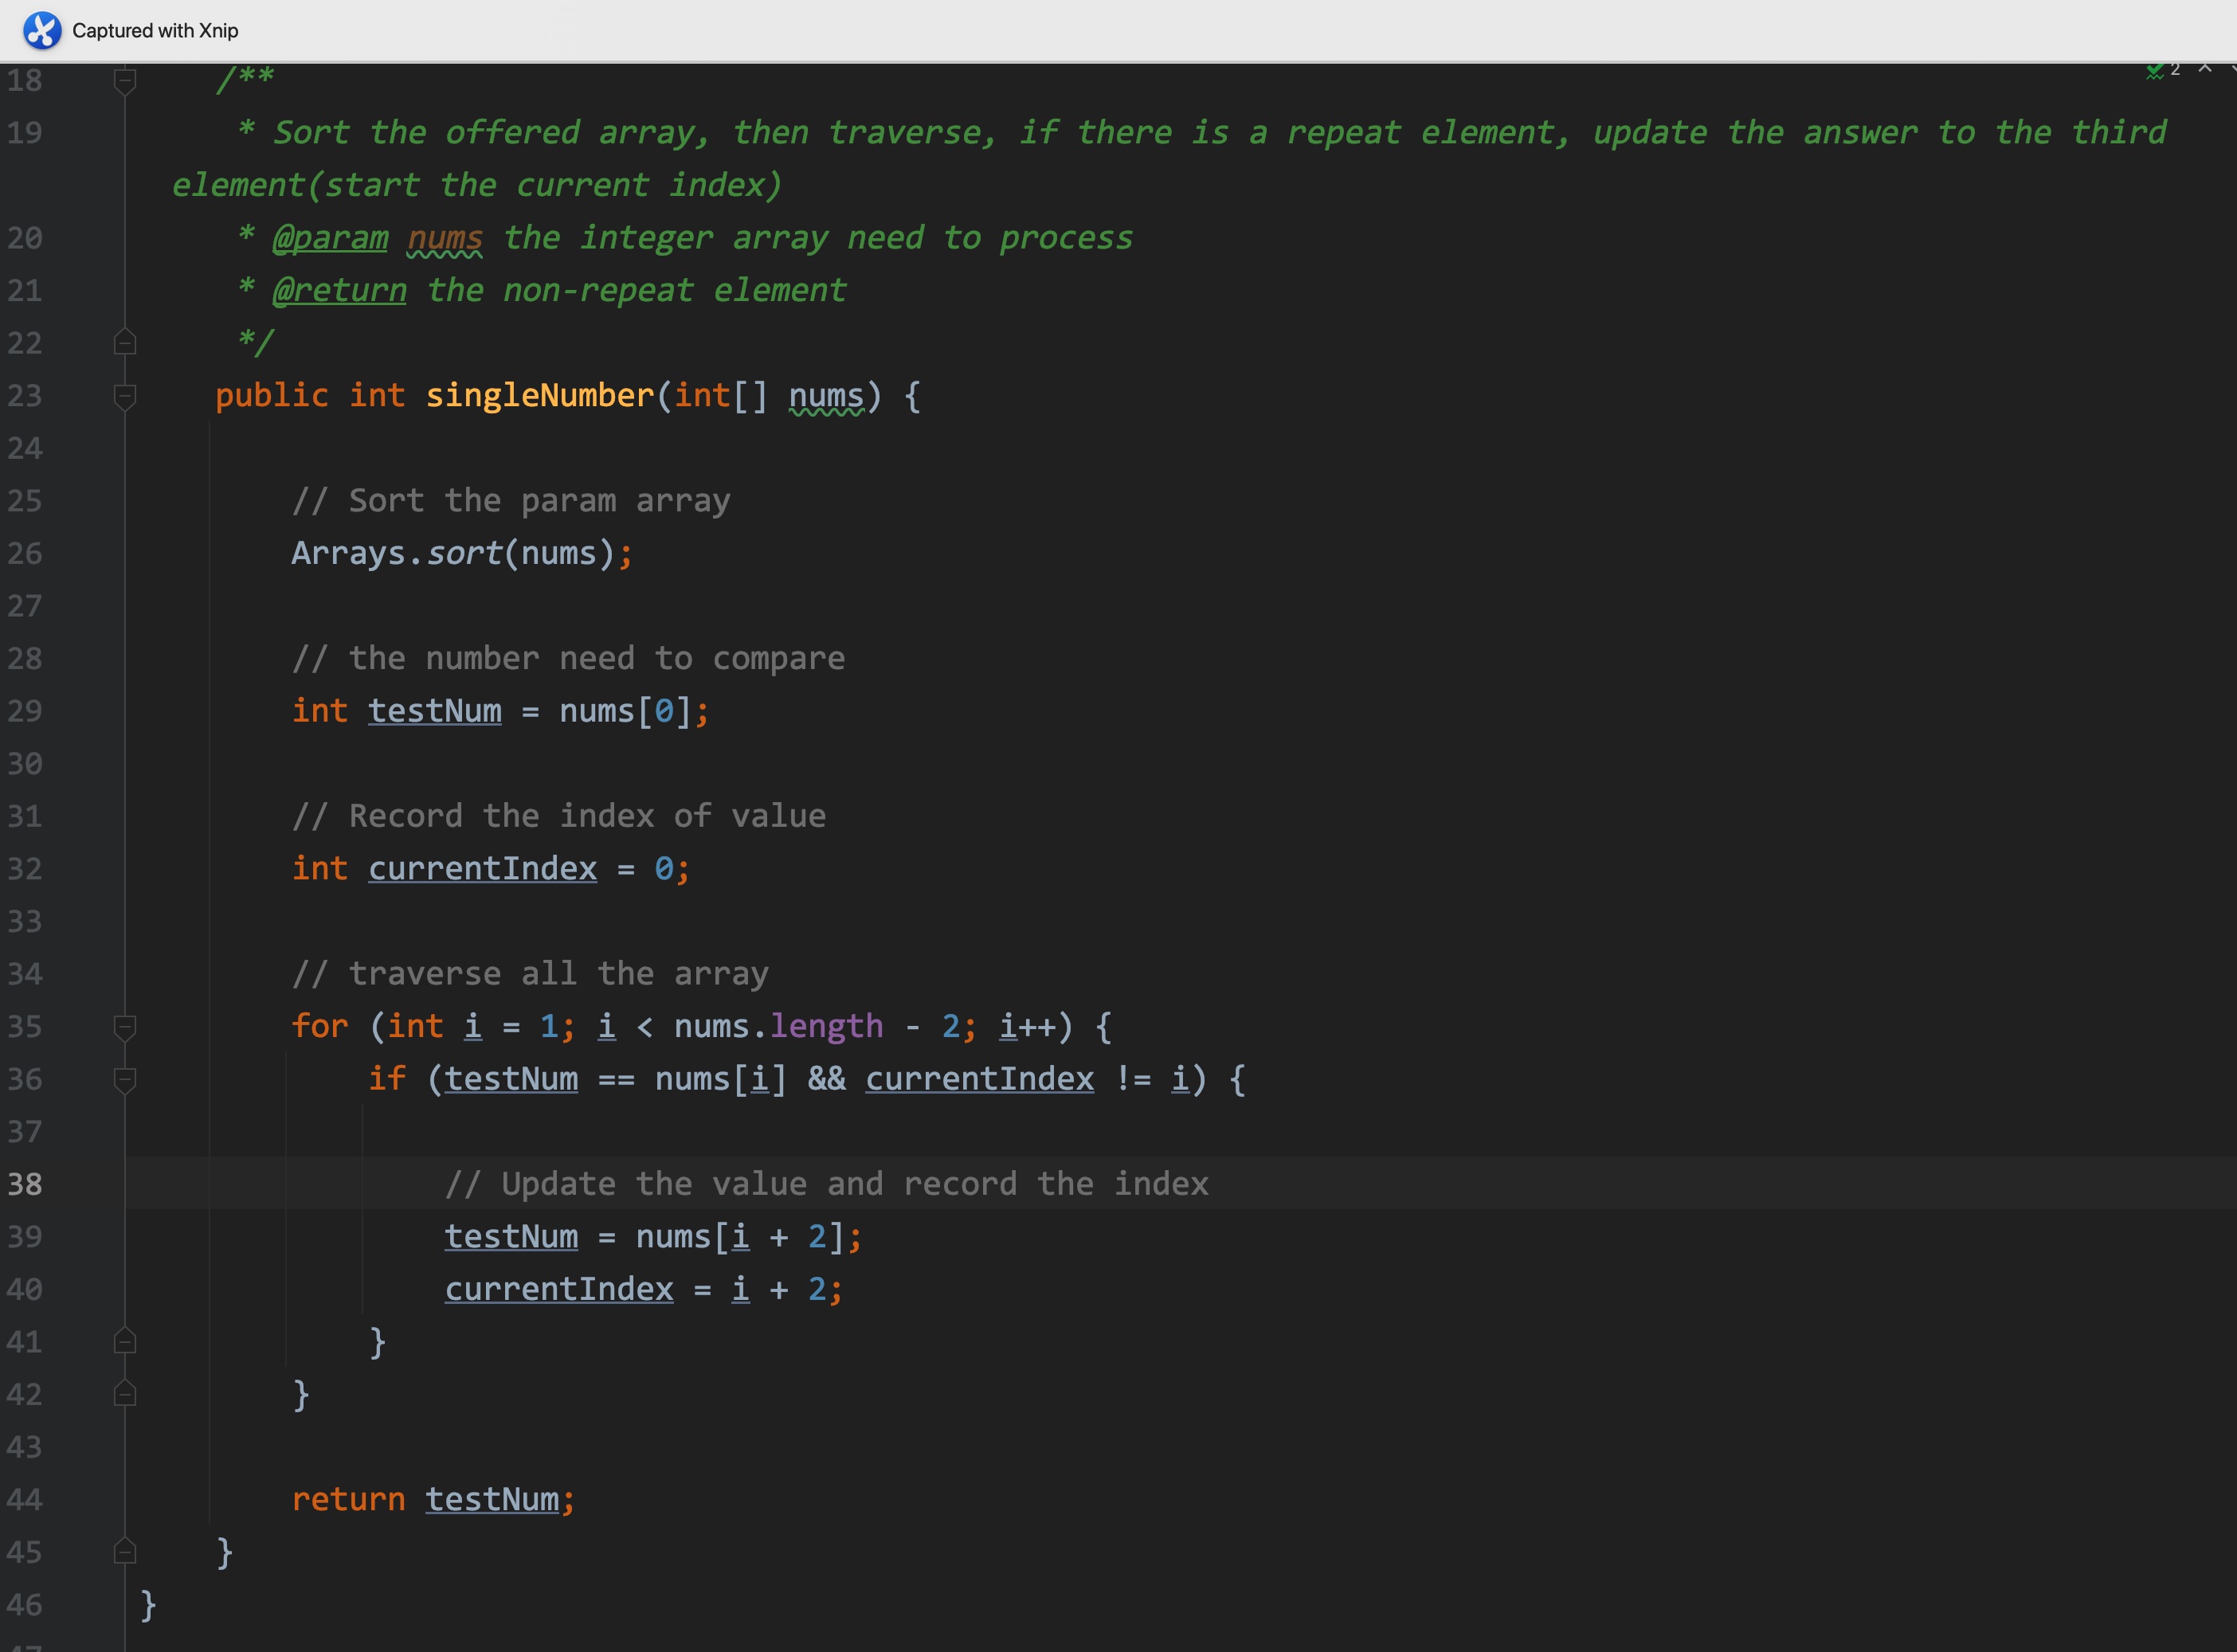 Captured with Xnip
2
18 /**
19 * Sort the offered array, then traverse, if there is a repeat element, update the answer to the third
element(start the current index)
20 * @param nums the integer array need to process
21 * @return the non-repeat element
22 */
23 public int singleNumber(int[] nums) {
24
25 // Sort the param array
26 Arrays.sort(nums);
27
28 // the number need to compare
29 int testNum = nums[0];
30
31 // Record the index of value
32 int currentIndex = 0;
33
34 // traverse all the array
35 for (int i = 1; i < nums.length - 2; i++) {
36 if (testNum == nums[i] && currentIndex != i) {
37
38 // Update the value and record the index
39 testNum = nums[i + 2];
40 currentIndex = i + 2;
41 }
42 }
43
44 return testNum;
45 }
46 }
47